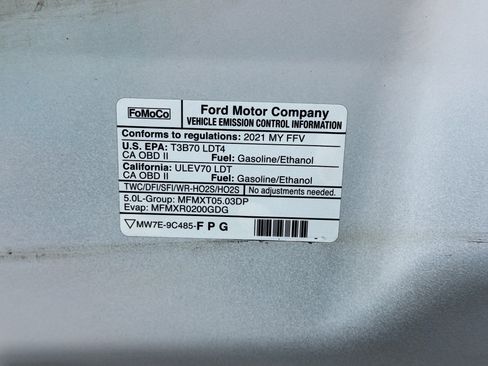 FoMoCo
Ford Motor Company
VEHICLE EMISSION CONTROL INFORMATION
Conforms to regulations: 2021 MY FFV
U.S. EPA: T3B70 LDT4
CA OBD II Fuel: Gasoline/Ethanol
California: ULEV70 LDT
CA OBD II Fuel: Gasoline/Ethanol
TWC/DFI/SFI/WR-HO2S/HO2S No adjustments needed.
5.0L-Group: MFMXT05.03DP
Evap: MFMXR0200GDG
MW7E-9C485-FPG